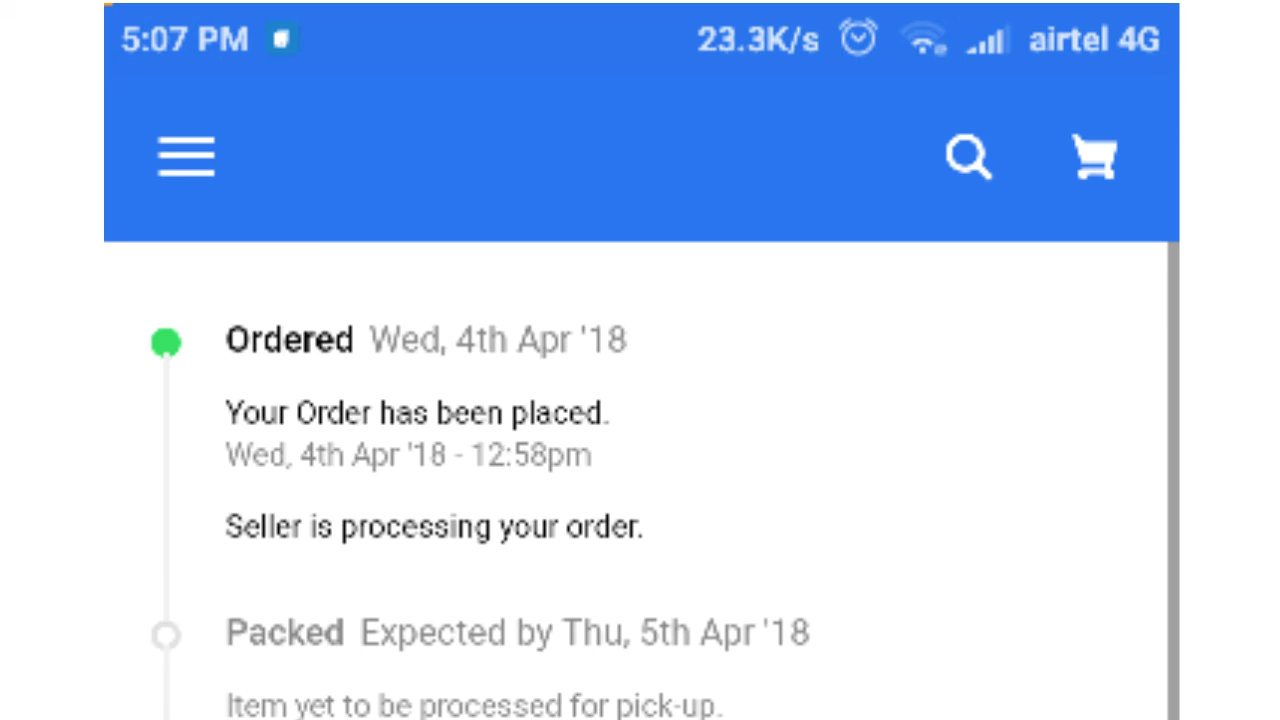 5:07 PM 23.3K/s airtel 4G
Ordered Wed, 4th Apr '18
Your Order has been placed.
Wed, 4th Apr '18 - 12:58pm
Seller is processing your order.
Packed Expected by Thu, 5th Apr '18
Item yet to be processed for pick-up.